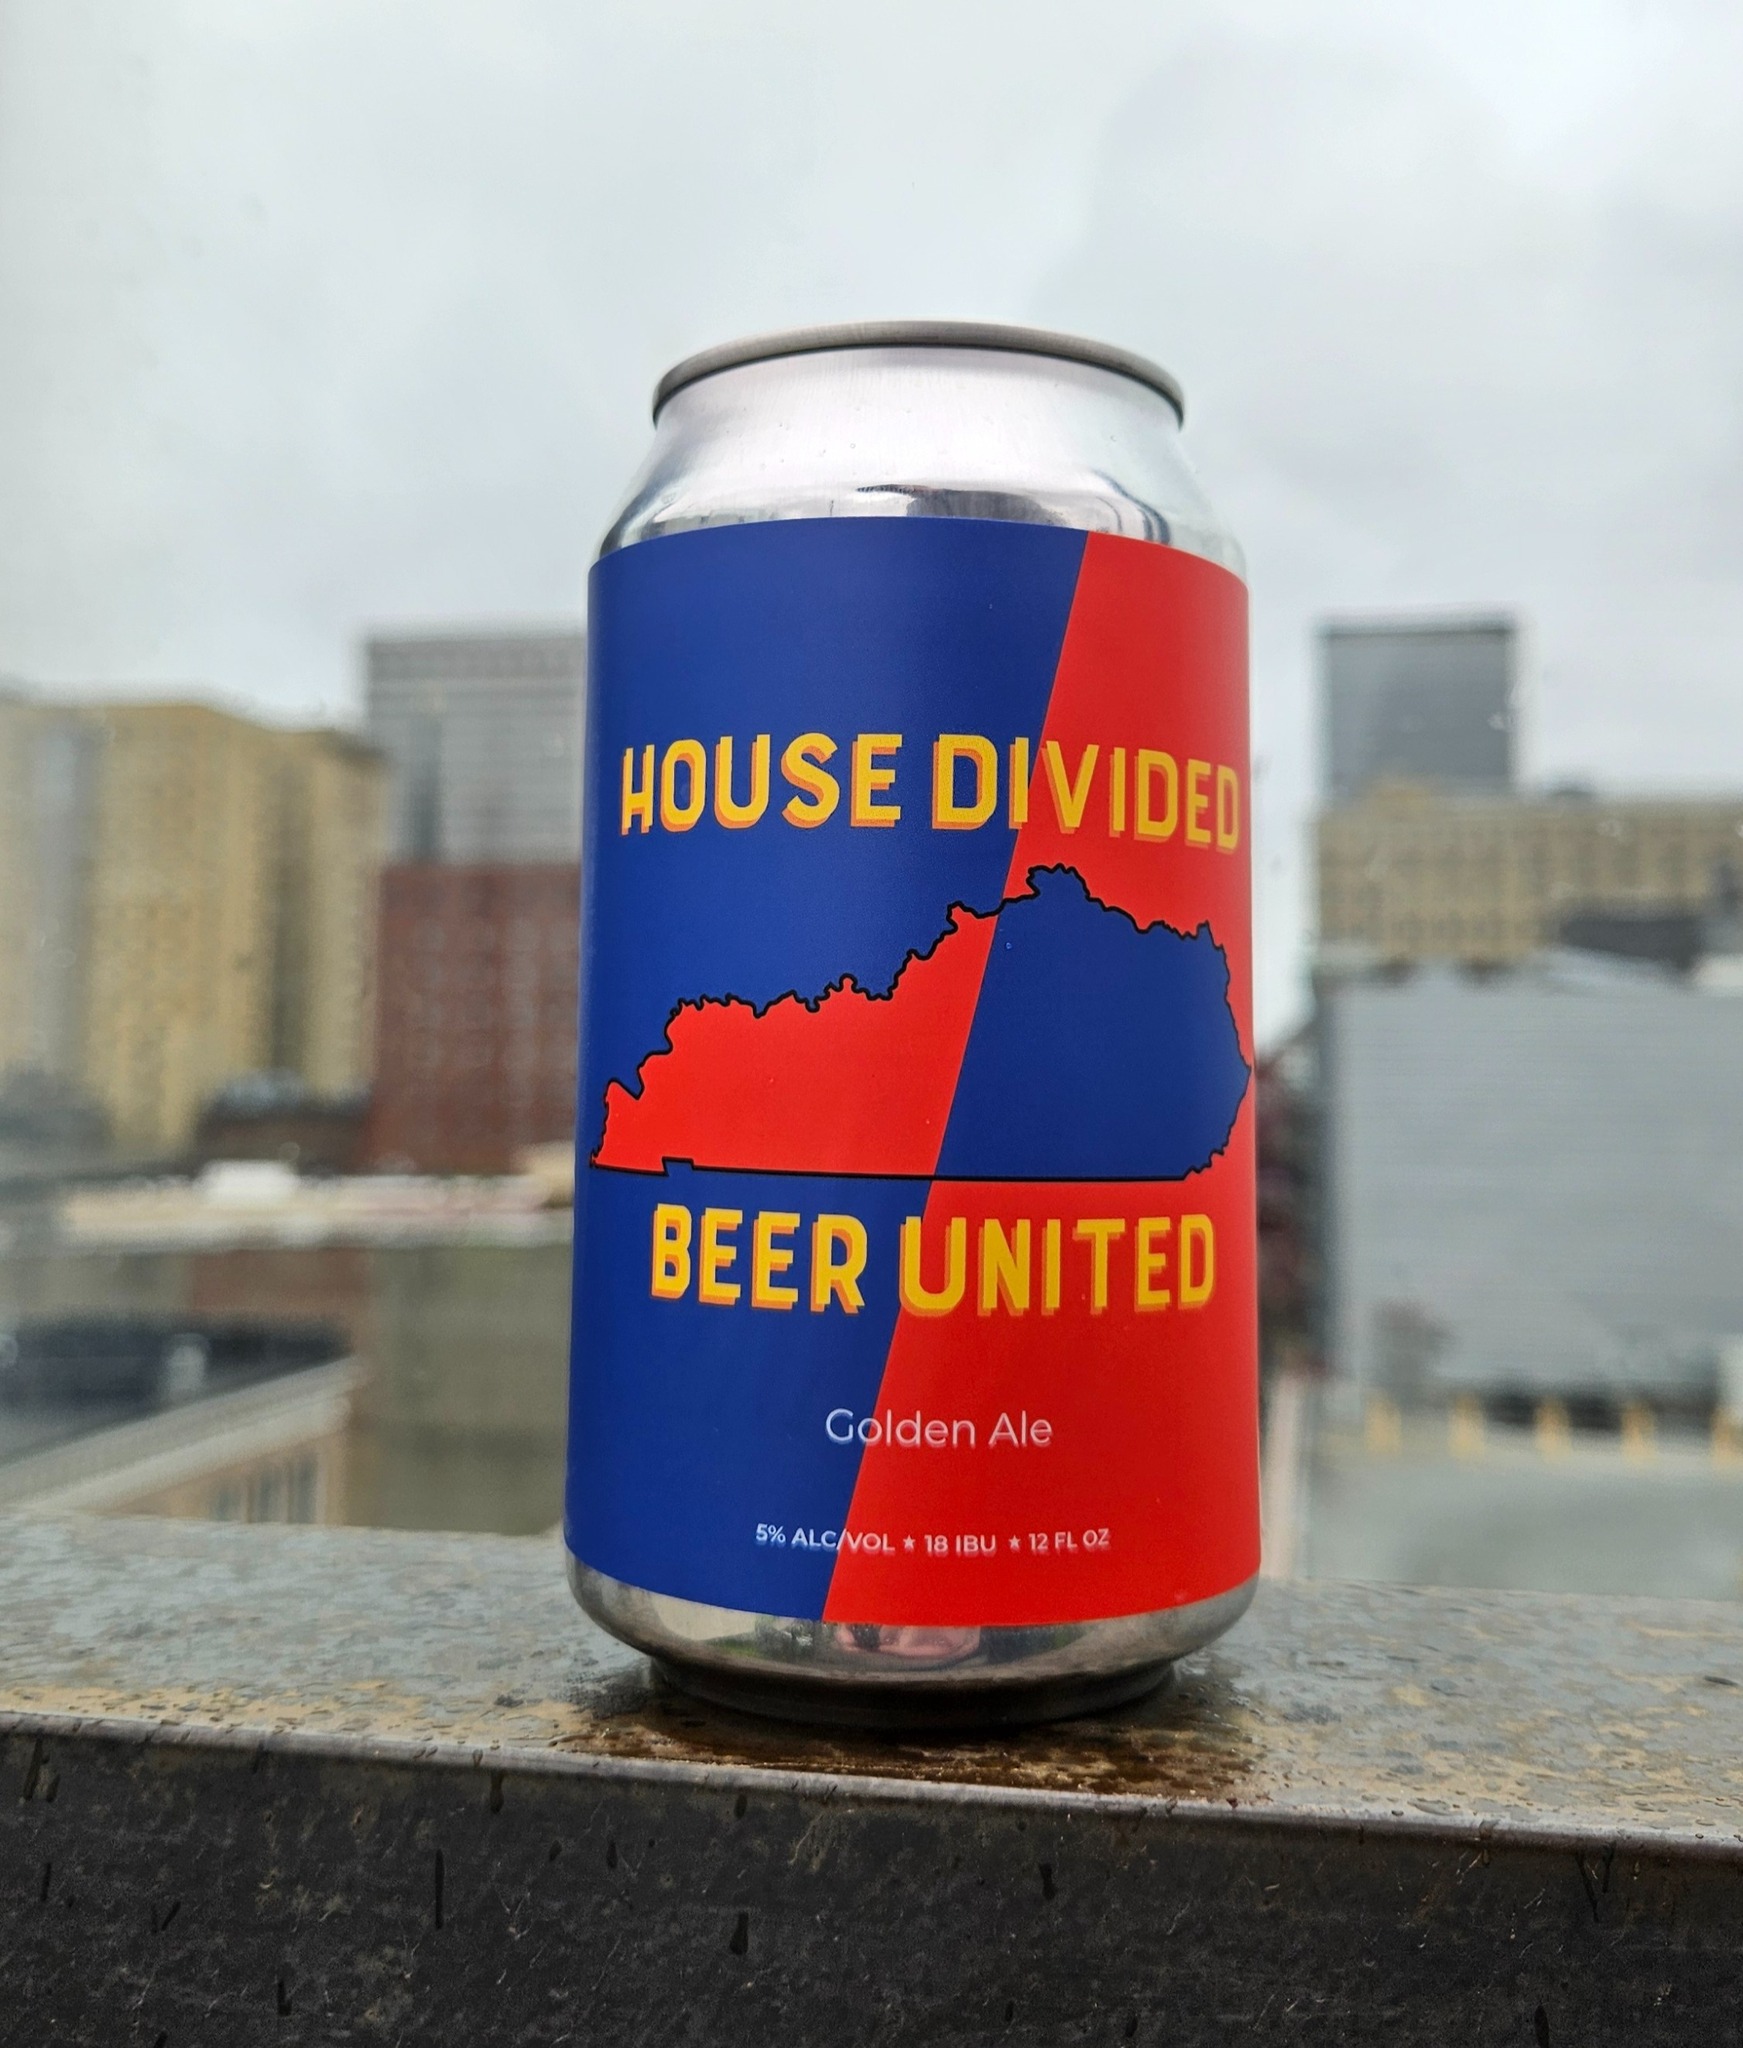 HOUSE DIVIDED
BEER UNITED
Golden Ale
5% ALC/VOL ★ 18 IBU ★ 12 FL OZ